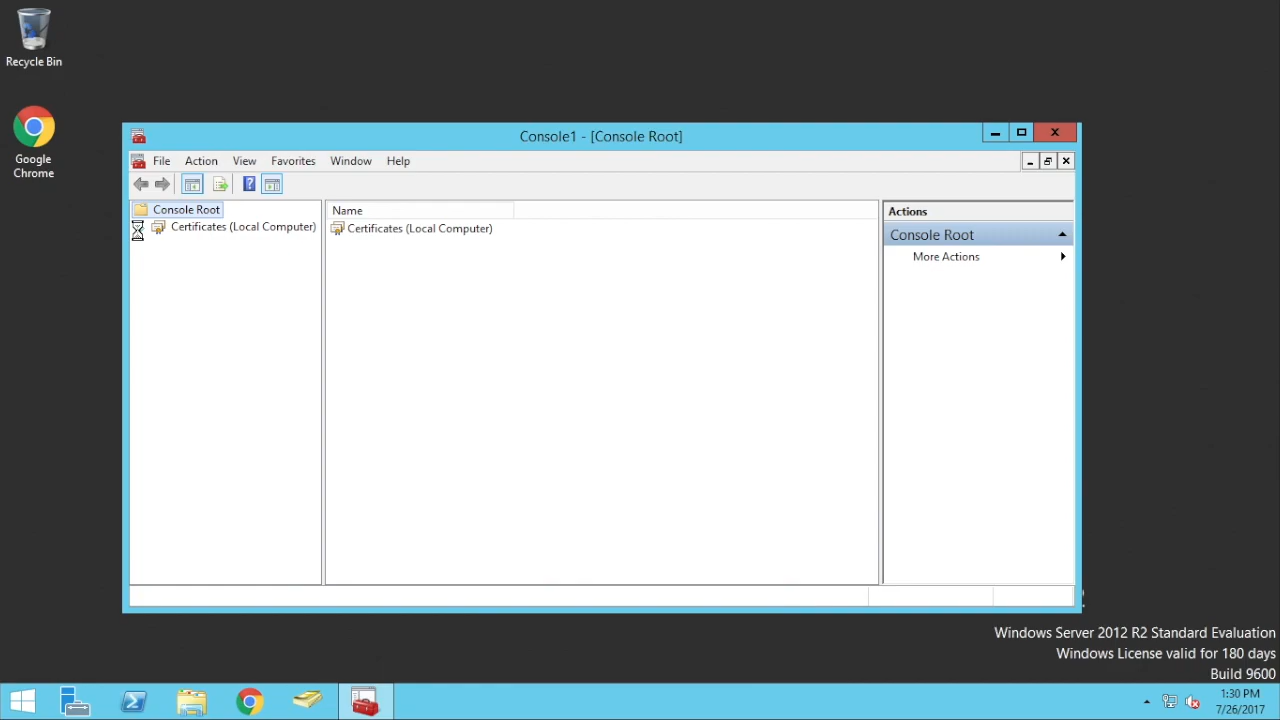 Recycle Bin
Google
Chrome
Console1 - [Console Root]
File Action View Favorites Window Help
Console Root
Certificates (Local Computer)
Name
Certificates (Local Computer)
Actions
Console Root
More Actions
Windows Server 2012 R2 Standard Evaluation
Windows License valid for 180 days
Build 9600
1:30 PM
7/26/2017